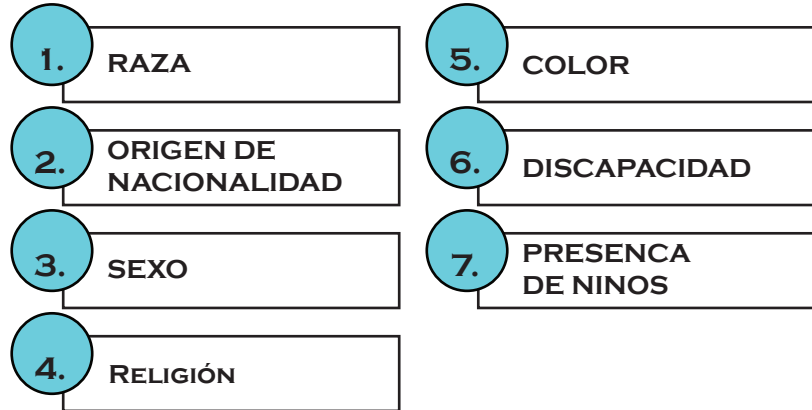 1. RAZA
2. ORIGEN DE
NACIONALIDAD
3. SEXO
4. RELIGIÓN
5. COLOR
6. DISCAPACIDAD
7. PRESENCA
DE NINOS